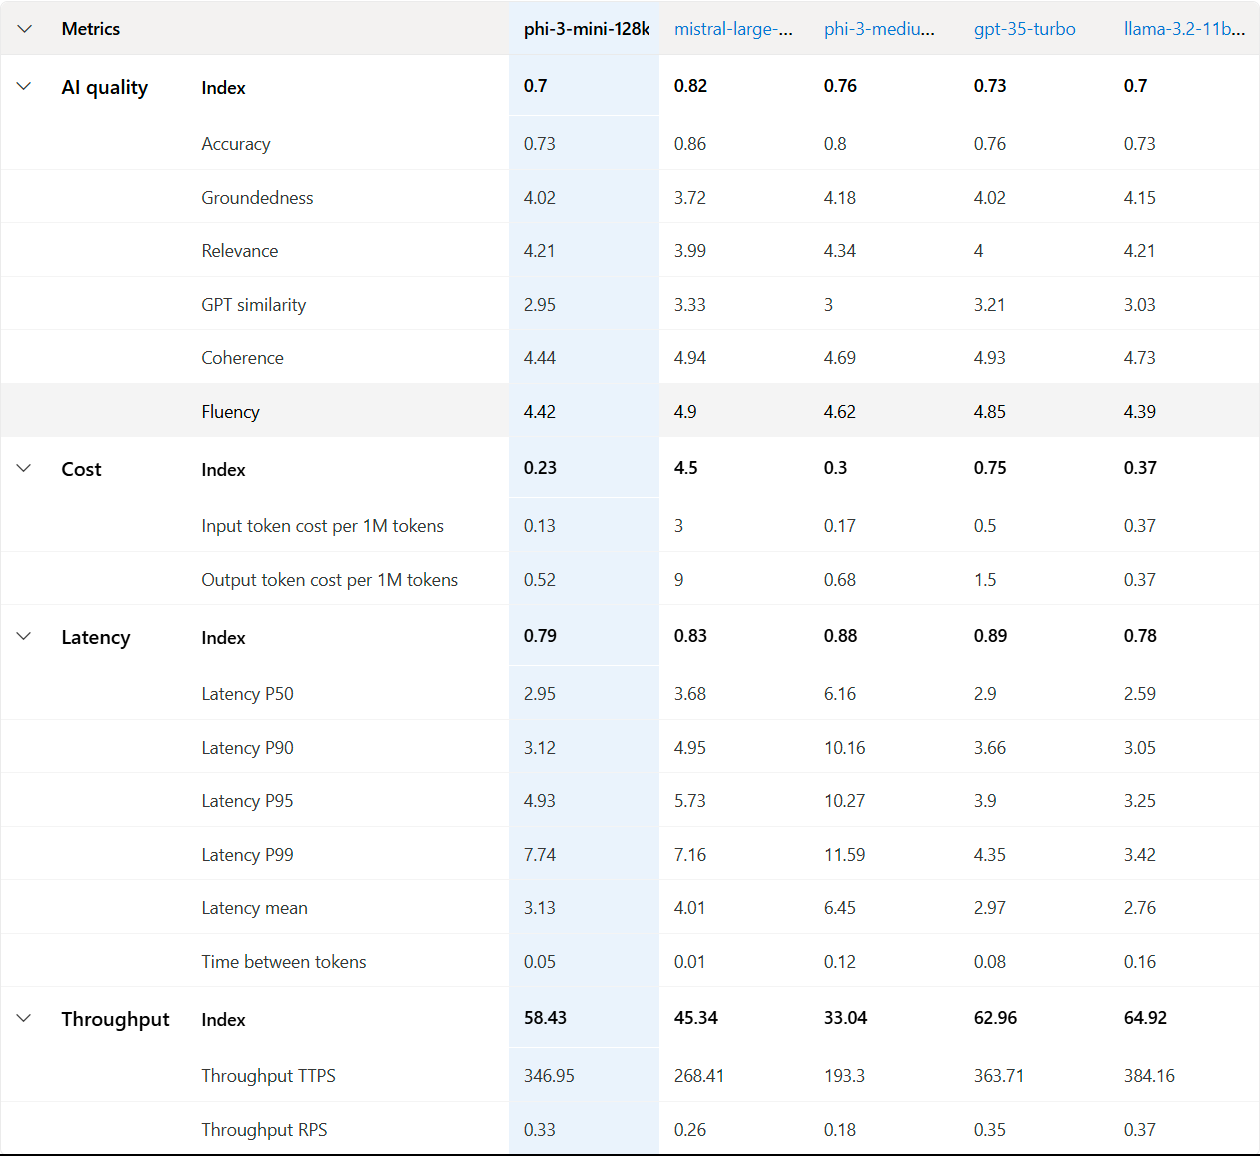 Metrics phi-3-mini-128k mistral-large-... phi-3-mediu... gpt-35-turbo llama-3.2-11b...
AI quality Index 0.7 0.82 0.76 0.73 0.7
Accuracy 0.73 0.86 0.8 0.76 0.73
Groundedness 4.02 3.72 4.18 4.02 4.15
Relevance 4.21 3.99 4.34 4 4.21
GPT similarity 2.95 3.33 3 3.21 3.03
Coherence 4.44 4.94 4.69 4.93 4.73
Fluency 4.42 4.9 4.62 4.85 4.39
Cost Index 0.23 4.5 0.3 0.75 0.37
Input token cost per 1M tokens 0.13 3 0.17 0.5 0.37
Output token cost per 1M tokens 0.52 9 0.68 1.5 0.37
Latency Index 0.79 0.83 0.88 0.89 0.78
Latency P50 2.95 3.68 6.16 2.9 2.59
Latency P90 3.12 4.95 10.16 3.66 3.05
Latency P95 4.93 5.73 10.27 3.9 3.25
Latency P99 7.74 7.16 11.59 4.35 3.42
Latency mean 3.13 4.01 6.45 2.97 2.76
Time between tokens 0.05 0.01 0.12 0.08 0.16
Throughput Index 58.43 45.34 33.04 62.96 64.92
Throughput TTPS 346.95 268.41 193.3 363.71 384.16
Throughput RPS 0.33 0.26 0.18 0.35 0.37